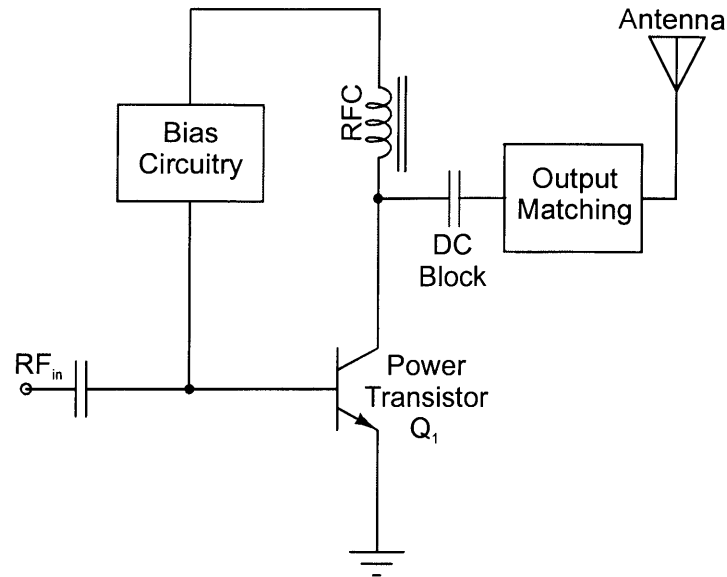 Antenna
RFC
Bias
Circuitry
Output
Matching
DC
Block
RFin
Power
Transistor
Q1